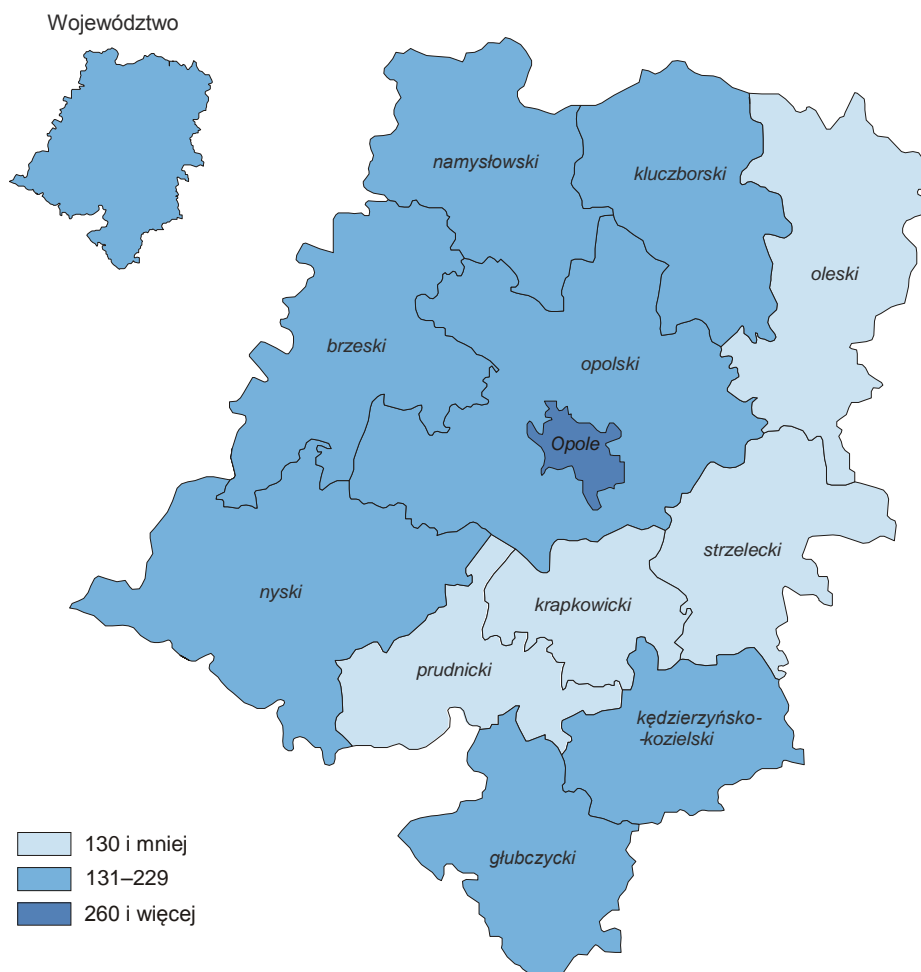 Województwo
namysłowski
kluczborski
oleski
brzeski
opolski
Opole
strzelecki
nyski
krapkowicki
prudnicki
kędzierzyńsko-
-kozielski
głubczycki
130 i mniej
131–229
260 i więcej